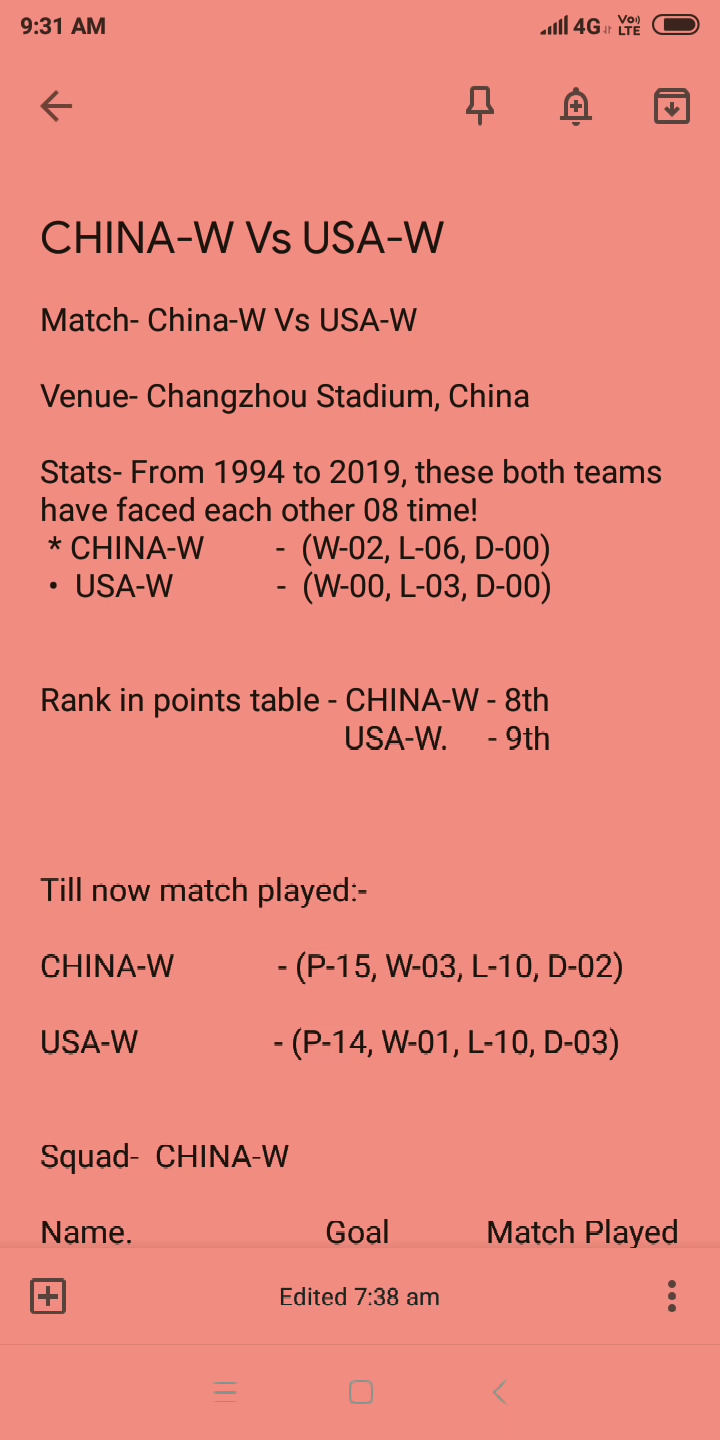 9:31 AM
4G Vo) LTE
CHINA-W Vs USA-W
Match- China-W Vs USA-W
Venue- Changzhou Stadium, China
Stats- From 1994 to 2019, these both teams
have faced each other 08 time!
* CHINA-W - (W-02, L-06, D-00)
• USA-W - (W-00, L-03, D-00)
Rank in points table - CHINA-W - 8th
USA-W. - 9th
Till now match played:-
CHINA-W - (P-15, W-03, L-10, D-02)
USA-W - (P-14, W-01, L-10, D-03)
Squad- CHINA-W
Name. Goal Match Played
Edited 7:38 am